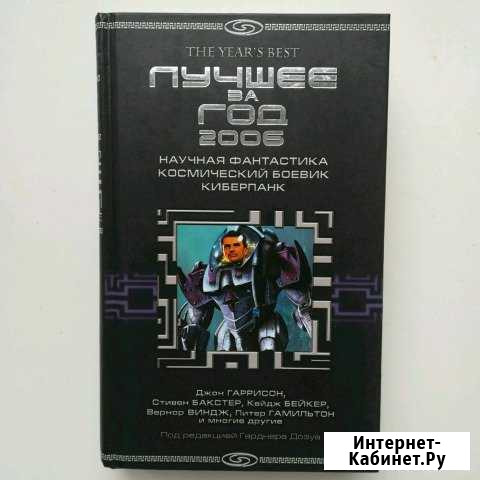 THE YEAR'S BEST
ЛУЧШЕЕ
ЗА
ГОД
2006
НАУЧНАЯ ФАНТАСТИКА
КОСМИЧЕСКИЙ БОЕВИК
КИБЕРПАНК
Джон ГАРРИСОН,
Стивен БАКСТЕР, Кейдж БЕЙКЕР,
Вернор ВИНДЖ, Питер ГАМИЛЬТОН
и многие другие
Под редакцией Гарднера Дозуа
Интернет-
Кабинет.Ру